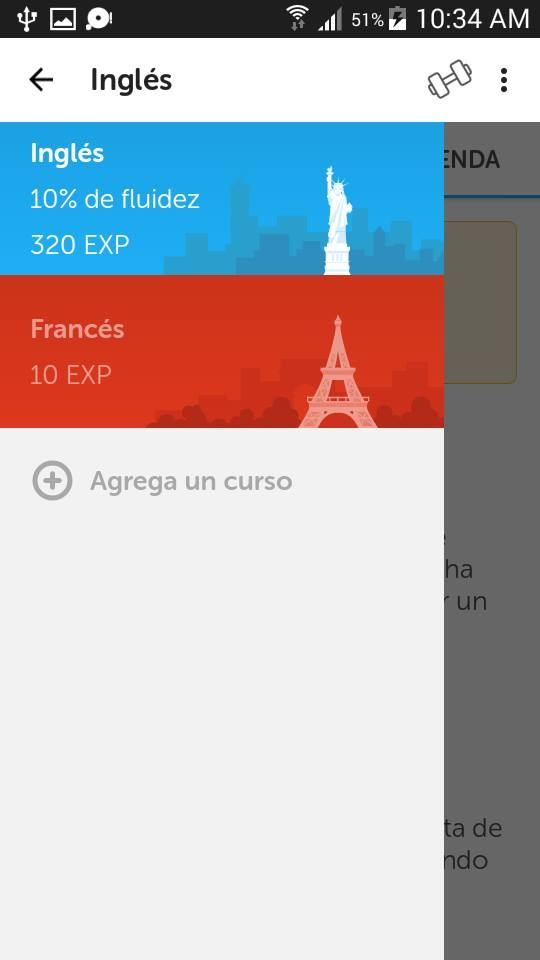 51% 10:34 AM
Inglés
Inglés
ENDA
10% de fluidez
320 EXP
Francés
10 EXP
Agrega un curso
ha
r un
ta de
ndo